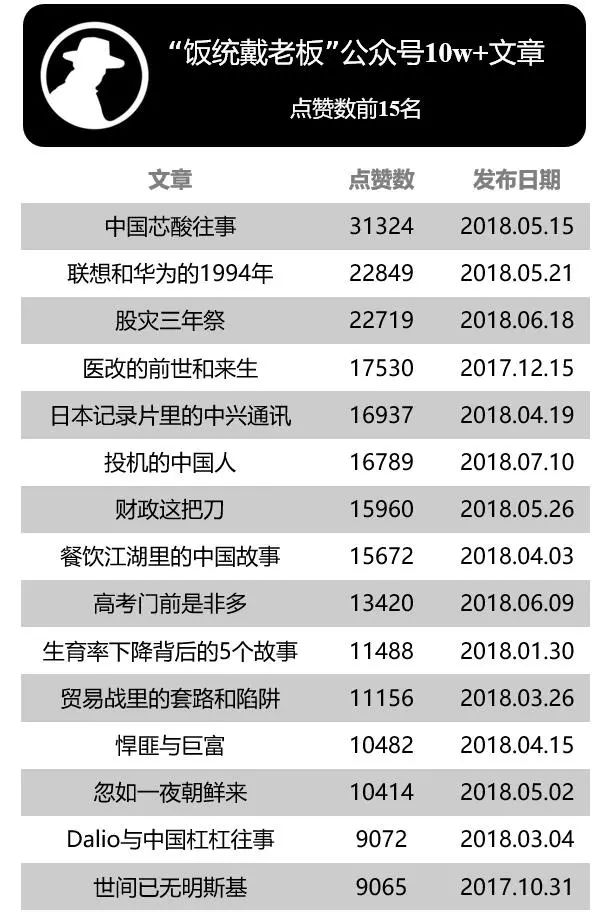 “饭统戴老板”公众号10w+文章
点赞数前15名
文章 点赞数 发布日期
中国芯酸往事 31324 2018.05.15
联想和华为的1994年 22849 2018.05.21
股灾三年祭 22719 2018.06.18
医改的前世和来生 17530 2017.12.15
日本记录片里的中兴通讯 16937 2018.04.19
投机的中国人 16789 2018.07.10
财政这把刀 15960 2018.05.26
餐饮江湖里的中国故事 15672 2018.04.03
高考门前是非多 13420 2018.06.09
生育率下降背后的5个故事 11488 2018.01.30
贸易战里的套路和陷阱 11156 2018.03.26
悍匪与巨富 10482 2018.04.15
忽如一夜朝鲜来 10414 2018.05.02
Dalio与中国杠杠往事 9072 2018.03.04
世间已无明斯基 9065 2017.10.31